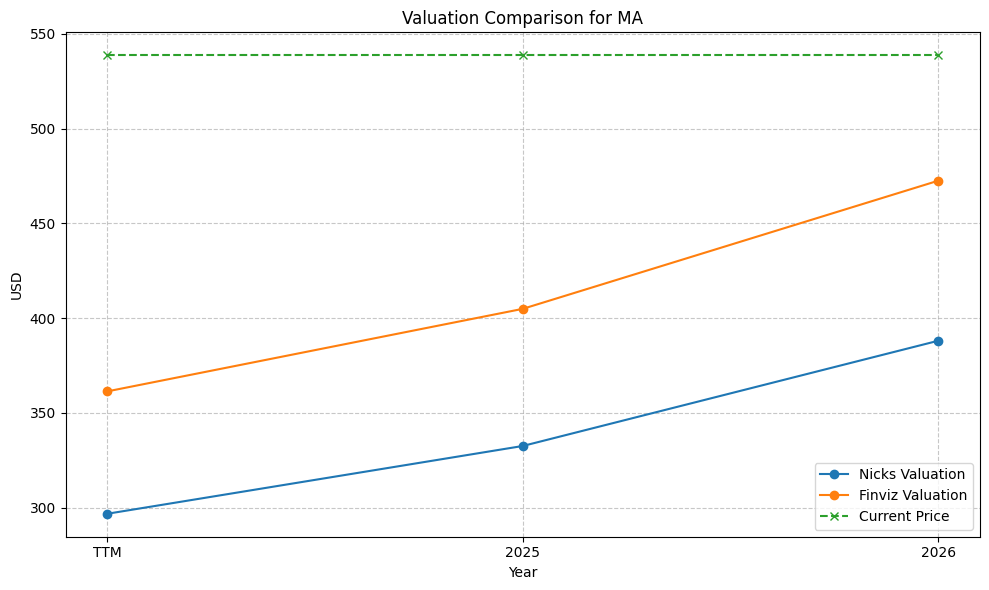 Valuation Comparison for MA
550
500
450
400
350
300
USD
TTM
2025
2026
Year
Nicks Valuation
Finviz Valuation
Current Price